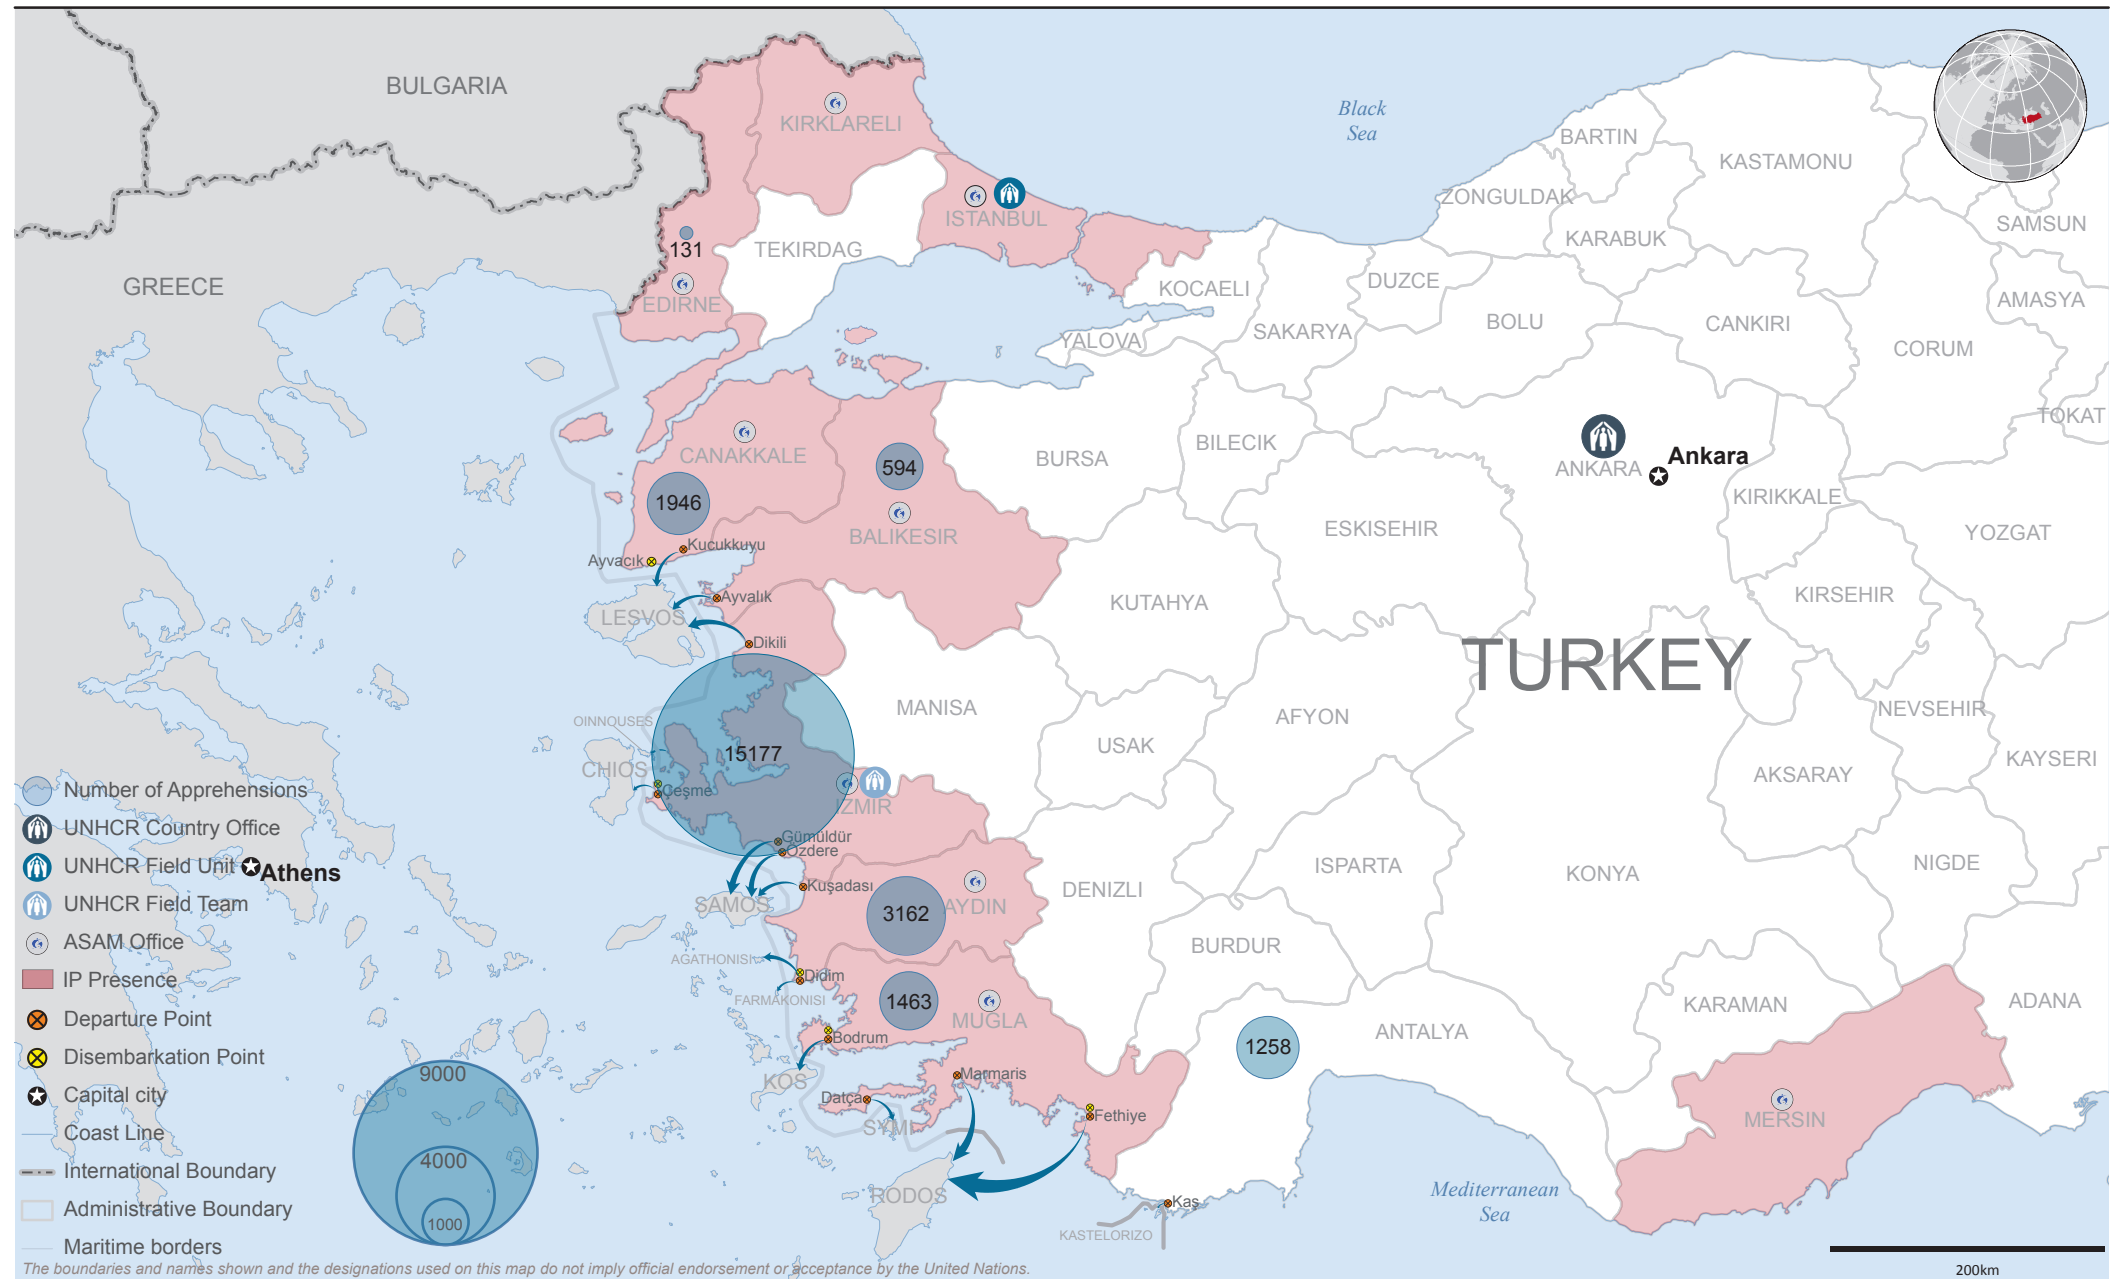 BULGARIA
GREECE
Black
Sea
KIRKLARELI
ISTANBUL
131
EDIRNE
TEKIRDAG
KOCAELI
YALOVA
SAKARYA
DUZCE
BOLU
ZONGULDAK
BARTIN
KARABUK
KASTAMONU
SAMSUN
AMASYA
CANKIRI
CORUM
TOKAT
CANAKKALE
1946
594
BALIKESIR
BURSA
BILECIK
ESKISEHIR
ANKARA
Ankara
KIRIKKALE
YOZGAT
Kucukkuyu
Ayvacık
Ayvalık
LESVOS
Dikili
KUTAHYA
KIRSEHIR
TURKEY
MANISA
USAK
AFYON
NEVSEHIR
KAYSERI
AKSARAY
OINNOUSES
CHIOS
15177
Çeşme
IZMIR
Gümüldür
Özdere
Kuşadası
SAMOS
3162
AYDIN
DENIZLI
ISPARTA
KONYA
NIGDE
BURDUR
AGATHONISI
Didim
FARMAKONISI
1463
MUGLA
Bodrum
KOS
Marmaris
Datça
SYMI
Fethiye
RODOS
1258
ANTALYA
KARAMAN
ADANA
MERSIN
Kaş
KASTELORIZO
Mediterranean
Sea
Number of Apprehensions
UNHCR Country Office
UNHCR Field Unit
Athens
UNHCR Field Team
ASAM Office
IP Presence
Departure Point
Disembarkation Point
Capital city
Coast Line
International Boundary
Administrative Boundary
Maritime borders
9000
4000
1000
The boundaries and names shown and the designations used on this map do not imply official endorsement or acceptance by the United Nations.
200km